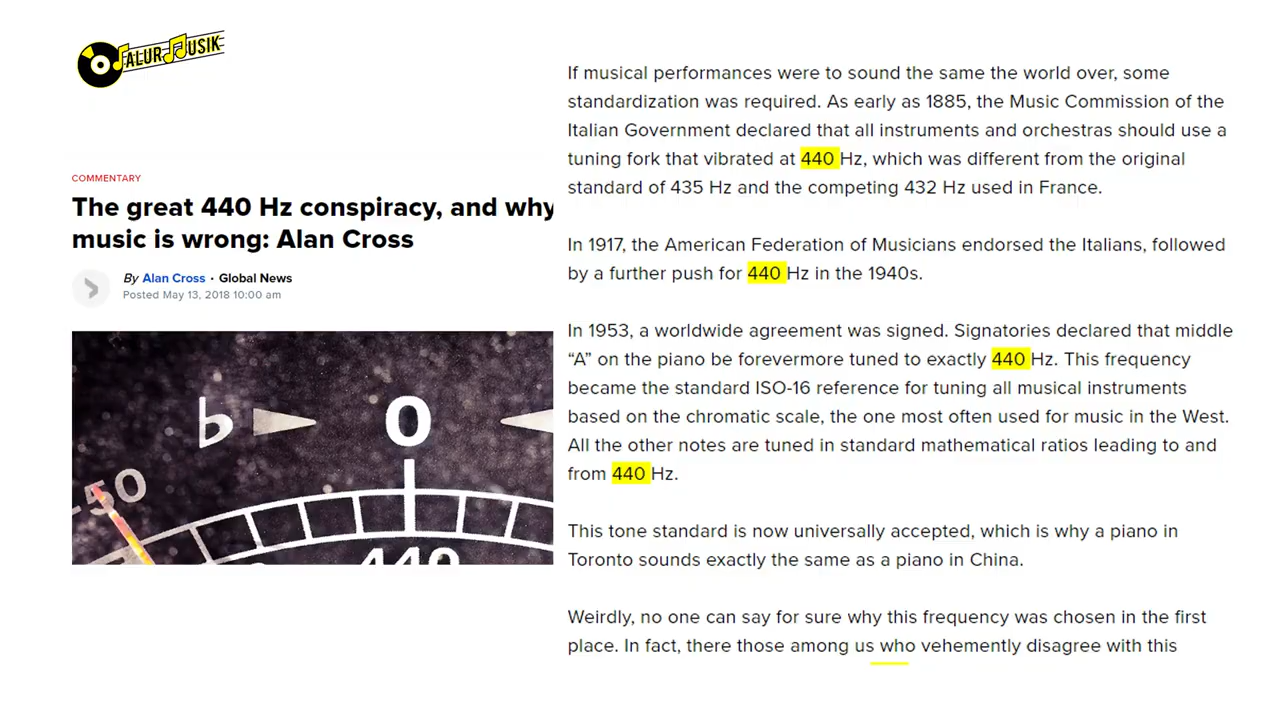 ALUR MUSIK
COMMENTARY
The great 440 Hz conspiracy, and why
music is wrong: Alan Cross
By Alan Cross · Global News
Posted May 13, 2018 10:00 am
b 0
-50
440
If musical performances were to sound the same the world over, some
standardization was required. As early as 1885, the Music Commission of the
Italian Government declared that all instruments and orchestras should use a
tuning fork that vibrated at 440 Hz, which was different from the original
standard of 435 Hz and the competing 432 Hz used in France.
In 1917, the American Federation of Musicians endorsed the Italians, followed
by a further push for 440 Hz in the 1940s.
In 1953, a worldwide agreement was signed. Signatories declared that middle
“A” on the piano be forevermore tuned to exactly 440 Hz. This frequency
became the standard ISO-16 reference for tuning all musical instruments
based on the chromatic scale, the one most often used for music in the West.
All the other notes are tuned in standard mathematical ratios leading to and
from 440 Hz.
This tone standard is now universally accepted, which is why a piano in
Toronto sounds exactly the same as a piano in China.
Weirdly, no one can say for sure why this frequency was chosen in the first
place. In fact, there those among us who vehemently disagree with this